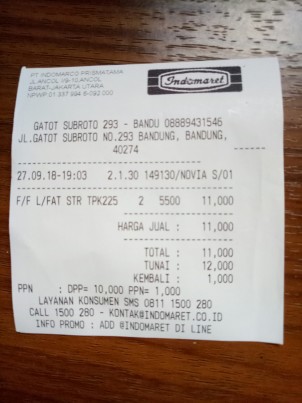 PT INDOMARCO PRISMATAMA
JL.ANCOL I/9-10,ANCOL
BARAT-JAKARTA UTARA
NPWP 01.337.994.6-092.000
Indomaret
GATOT SUBROTO 293 - BANDU 08889431546
JL.GATOT SUBROTO NO.293 BANDUNG, BANDUNG,
40274
27.09.18-19:03 2.1.30 149130/NOVIA S/01
F/F L/FAT STR TPK225 2 5500 11,000
HARGA JUAL : 11,000
TOTAL : 11,000
TUNAI : 12,000
KEMBALI : 1,000
PPN : DPP= 10,000 PPN= 1,000
LAYANAN KONSUMEN SMS 0811 1500 280
CALL 1500 280 - KONTAK@INDOMARET.CO.ID
INFO PROMO : ADD @INDOMARET DI LINE